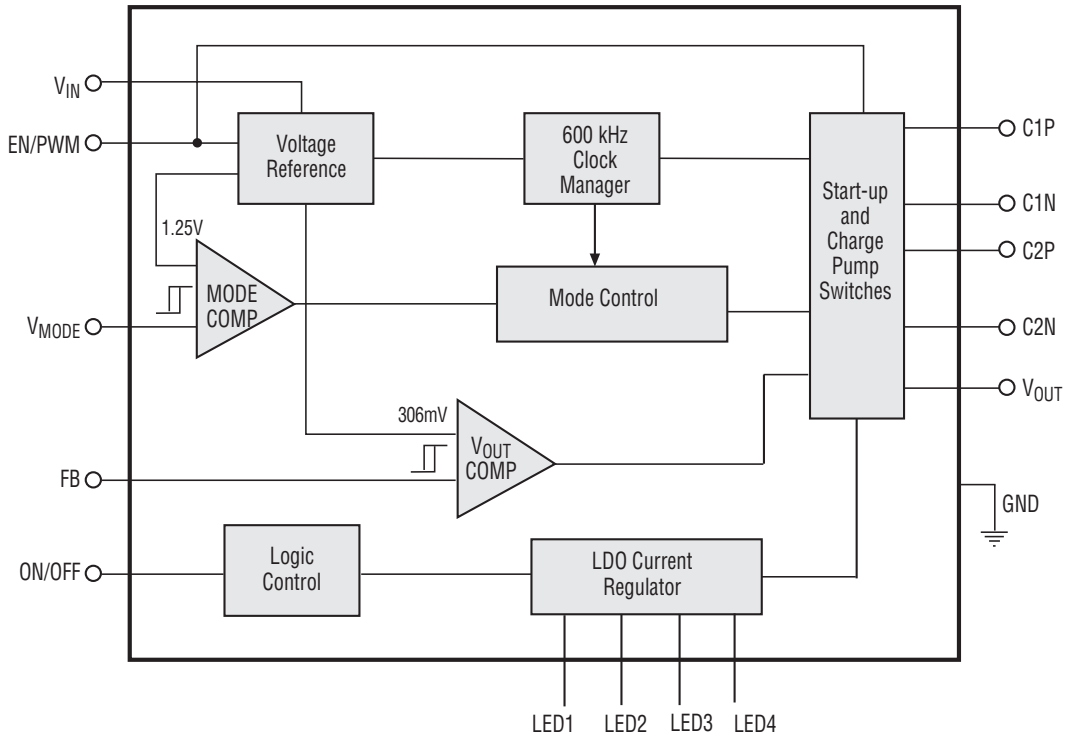 V_IN
EN/PWM
Voltage
Reference
600 kHz
Clock
Manager
C1P
C1N
C2P
C2N
V_OUT
Start-up
and
Charge
Pump
Switches
1.25V
MODE
COMP
Mode Control
V_MODE
306mV
V_OUT
COMP
FB
GND
ON/OFF
Logic
Control
LDO Current
Regulator
LED1
LED2
LED3
LED4